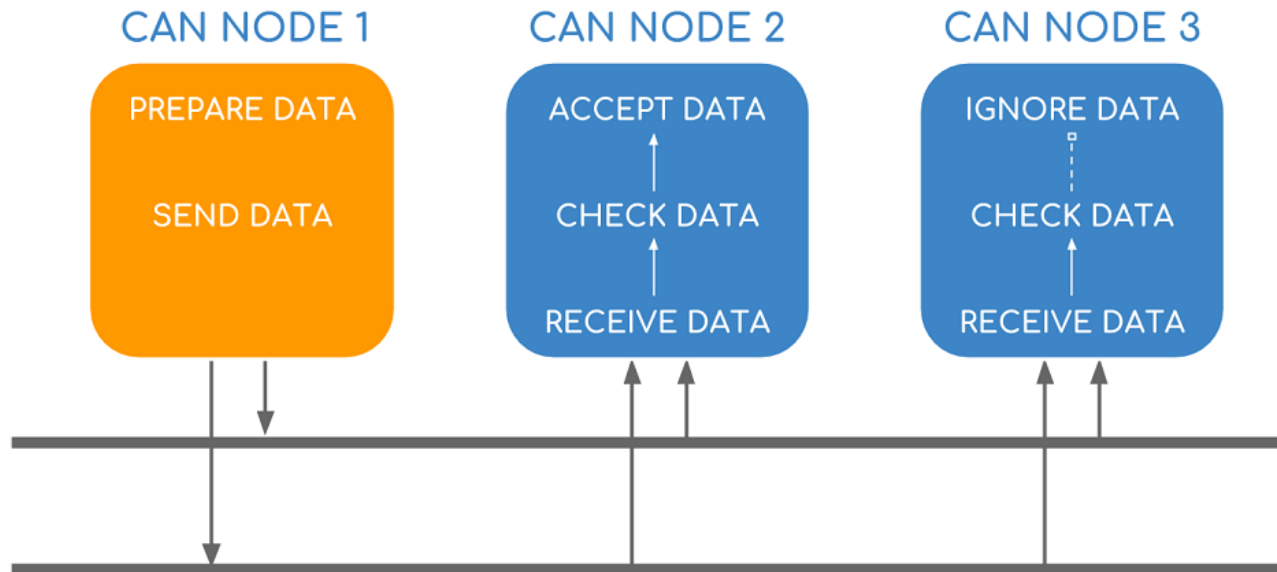 CAN NODE 1
PREPARE DATA
SEND DATA
CAN NODE 2
ACCEPT DATA
CHECK DATA
RECEIVE DATA
CAN NODE 3
IGNORE DATA
CHECK DATA
RECEIVE DATA